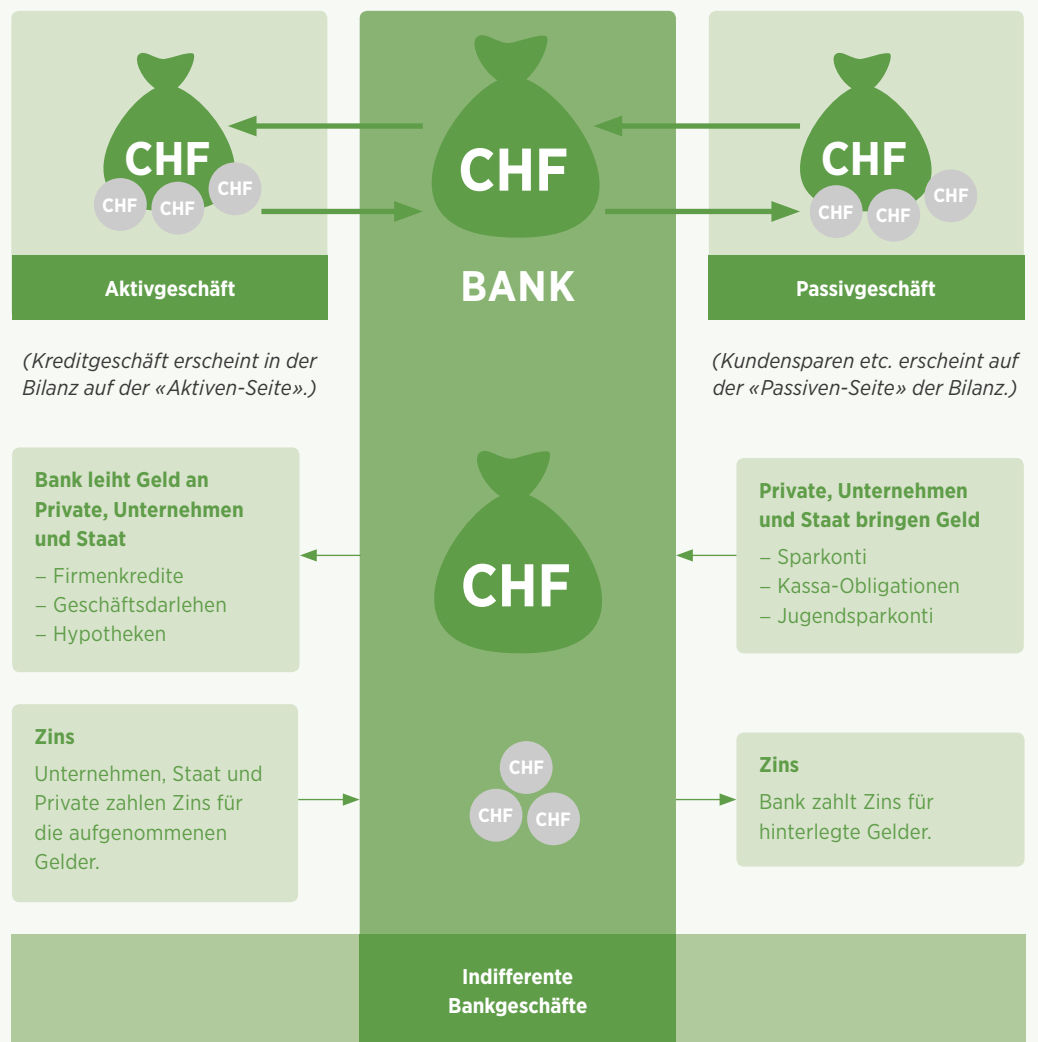 CHF
CHF
CHF
CHF
Aktivgeschäft
(Kreditgeschäft erscheint in der
Bilanz auf der «Aktiven-Seite».)
CHF
BANK
CHF
CHF
CHF
CHF
Passivgeschäft
(Kundensparen etc. erscheint auf
der «Passiven-Seite» der Bilanz.)
Bank leiht Geld an
Private, Unternehmen
und Staat
– Firmenkredite
– Geschäftsdarlehen
– Hypotheken
CHF
Private, Unternehmen
und Staat bringen Geld
– Sparkonti
– Kassa-Obligationen
– Jugendsparkonti
Zins
Unternehmen, Staat und
Private zahlen Zins für
die aufgenommenen
Gelder.
CHF
CHF
CHF
Zins
Bank zahlt Zins für
hinterlegte Gelder.
Indifferente
Bankgeschäfte